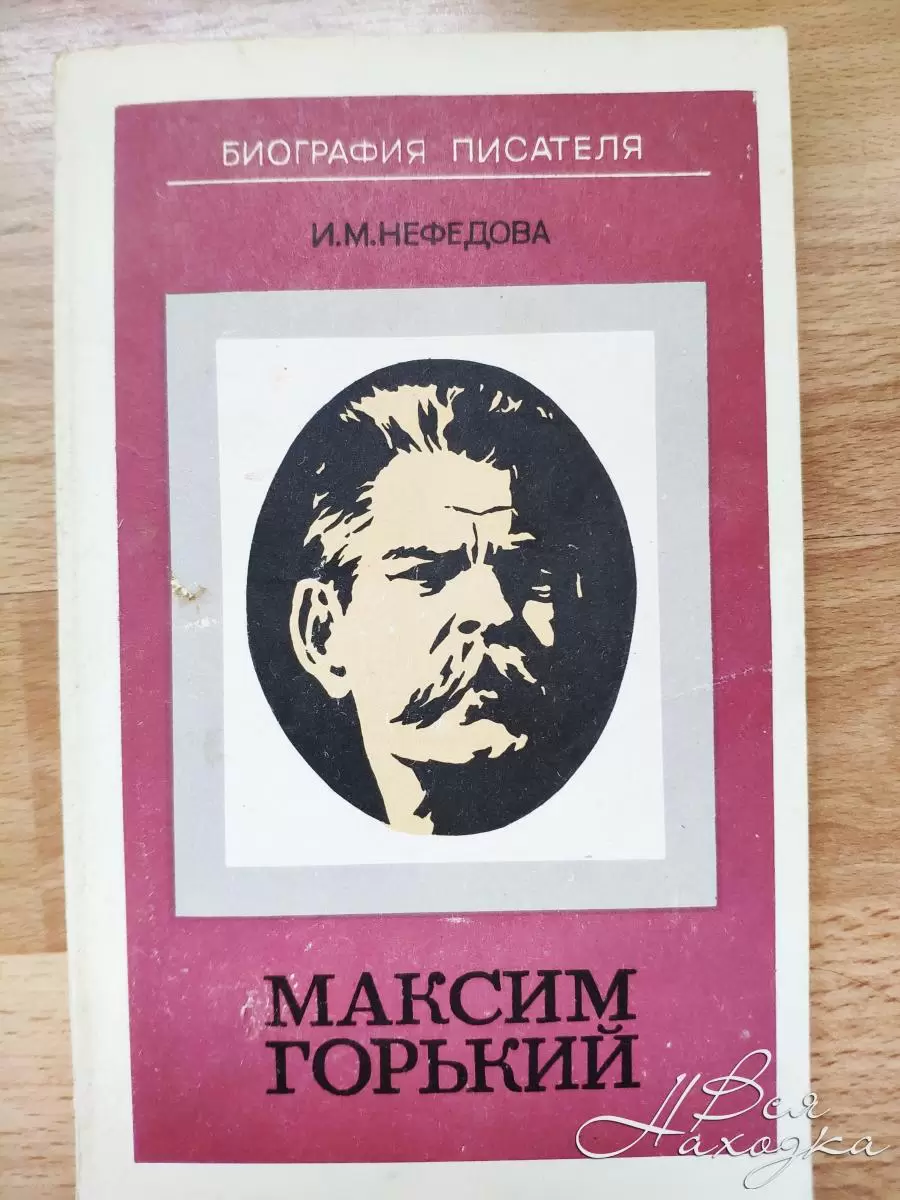 БИОГРАФИЯ ПИСАТЕЛЯ
И.М.НЕФЕДОВА
МАКСИМ
ГОРЬКИЙ
Вся
Находка